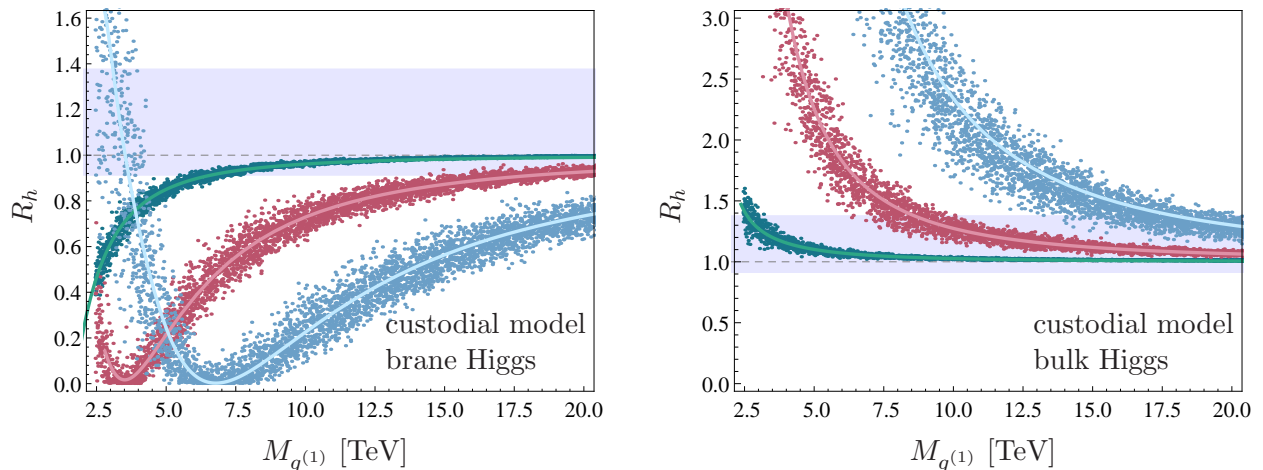 1.6
1.4
1.2
1.0
0.8
0.6
0.4
0.2
0.0
R_h
custodial model
brane Higgs
2.5 5.0 7.5 10.0 12.5 15.0 17.5 20.0
M_{g^{(1)}} [TeV]
3.0
2.5
2.0
1.5
1.0
0.5
0.0
R_h
custodial model
bulk Higgs
2.5 5.0 7.5 10.0 12.5 15.0 17.5 20.0
M_{g^{(1)}} [TeV]